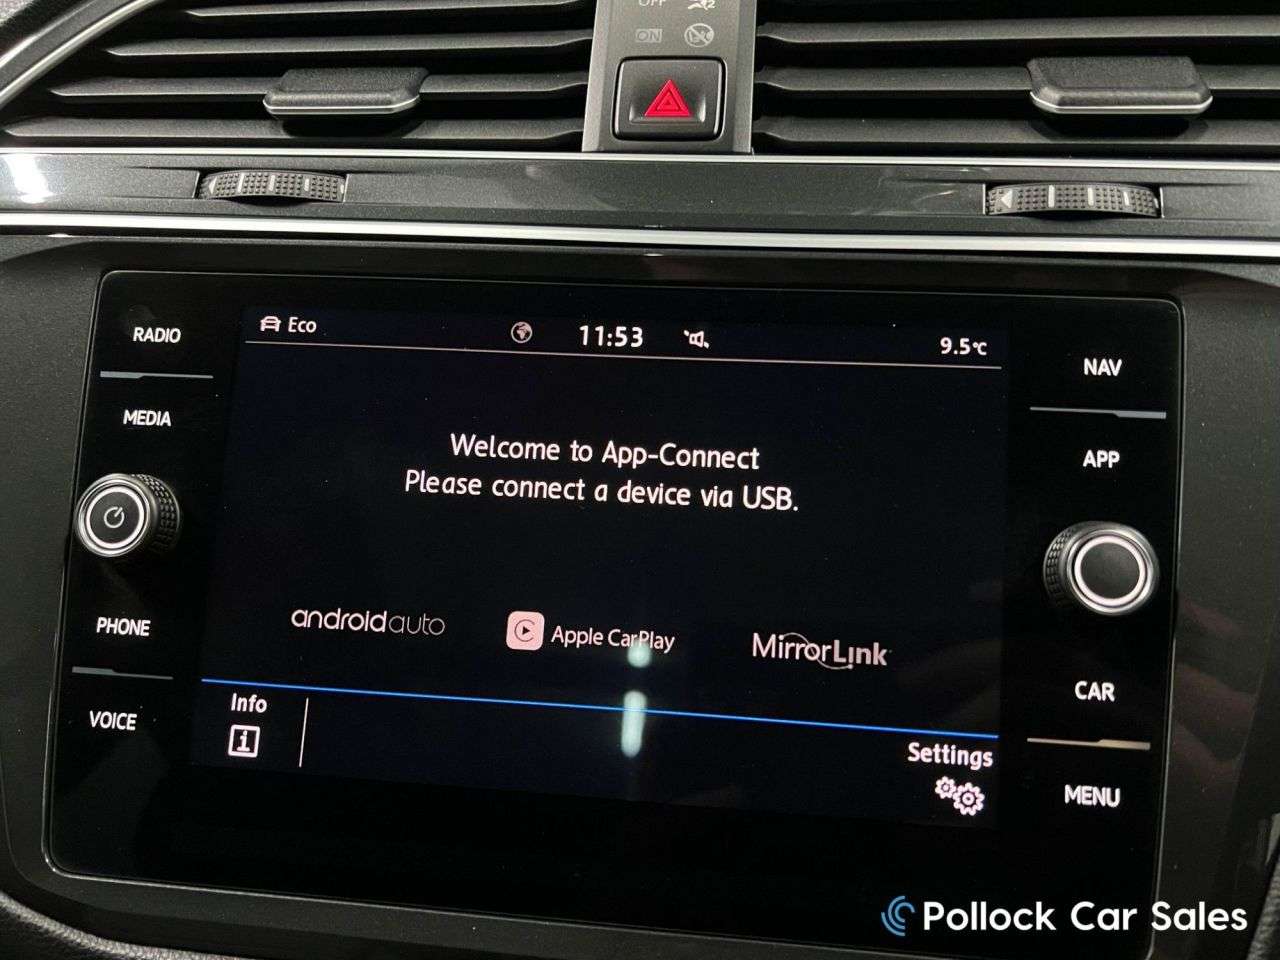 OFF
ON
RADIO
MEDIA
PHONE
VOICE
Eco
11:53
9.5°C
Welcome to App-Connect
Please connect a device via USB.
androidauto
Apple CarPlay
MirrorLink
Info
i
Settings
NAV
APP
CAR
MENU
Pollock Car Sales